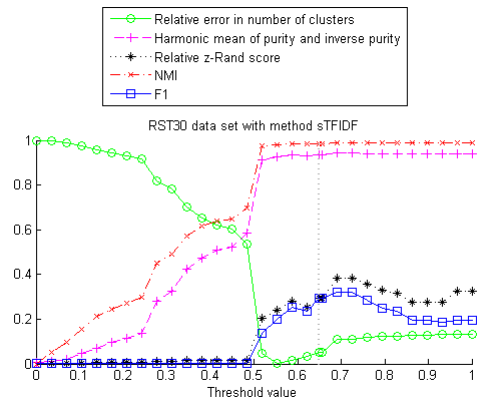 Relative error in number of clusters
Harmonic mean of purity and inverse purity
Relative z-Rand score
NMI
F1
RST30 data set with method sTFIDF
1
0.8
0.6
0.4
0.2
0
0 0.1 0.2 0.3 0.4 0.5 0.6 0.7 0.8 0.9 1
Threshold value